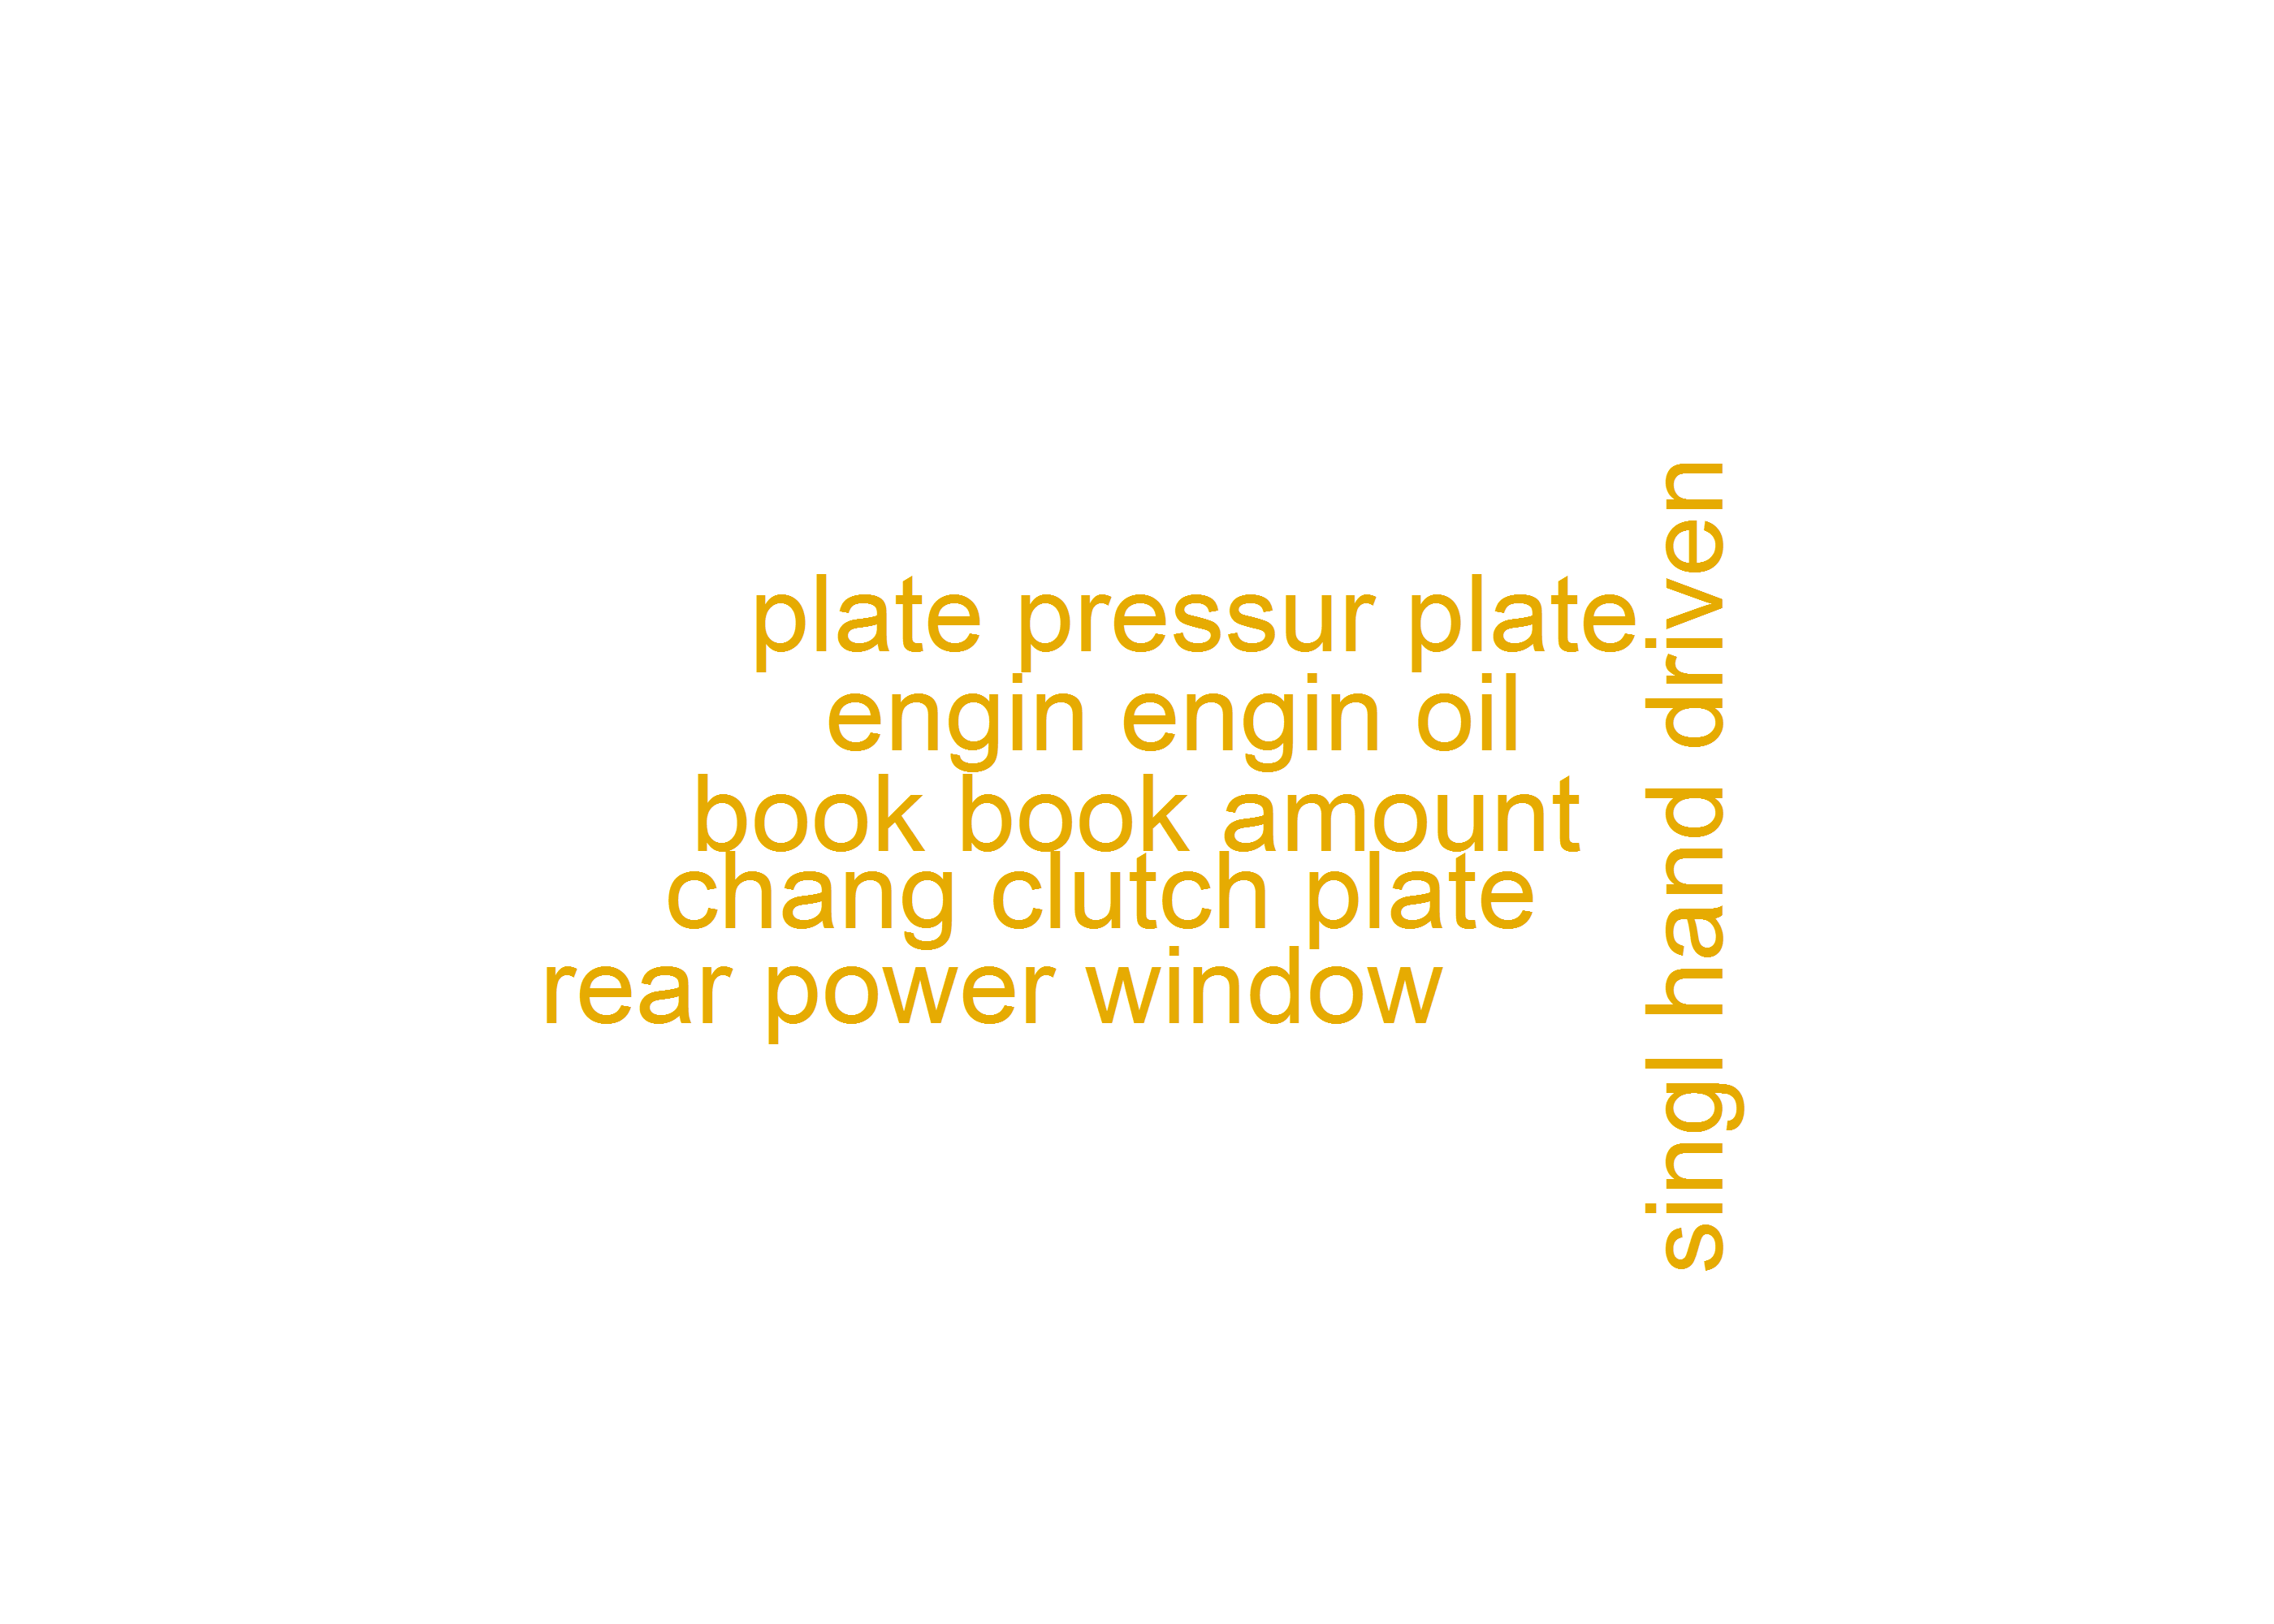 plate pressur plate
engin engin oil
book book amount
chang clutch plate
rear power window
singl hand driven